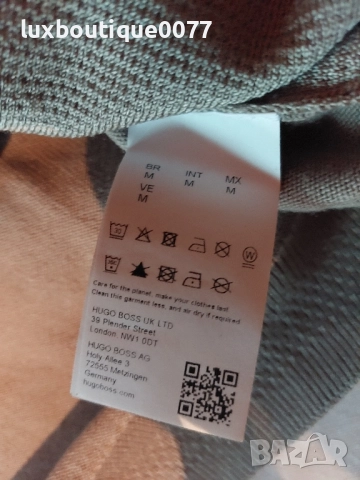 luxboutique0077
BR INT MX
M M M
VE
M
30
W
Care for the planet, make your clothes last
Clean this garment less, and air dry if required
HUGO BOSS UK LTD
39 Plender Street
London. NW1 0DT
HUGO BOSS AG
Holy Allee 3
72555 Metzingen
Germany
hugoboss.com
BAZAR
bg